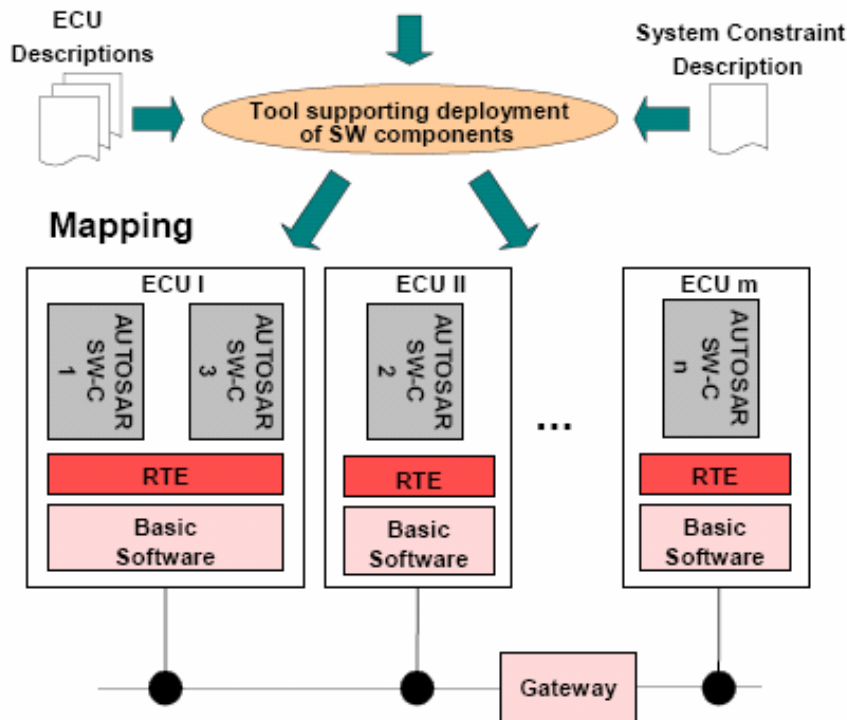 ECU
Descriptions
System Constraint
Description
Tool supporting deployment
of SW components
Mapping
ECU I
AUTOSAR
SW-C
1
AUTOSAR
SW-C
3
RTE
Basic
Software
ECU II
AUTOSAR
SW-C
2
RTE
Basic
Software
...
ECU m
AUTOSAR
SW-C
n
RTE
Basic
Software
Gateway